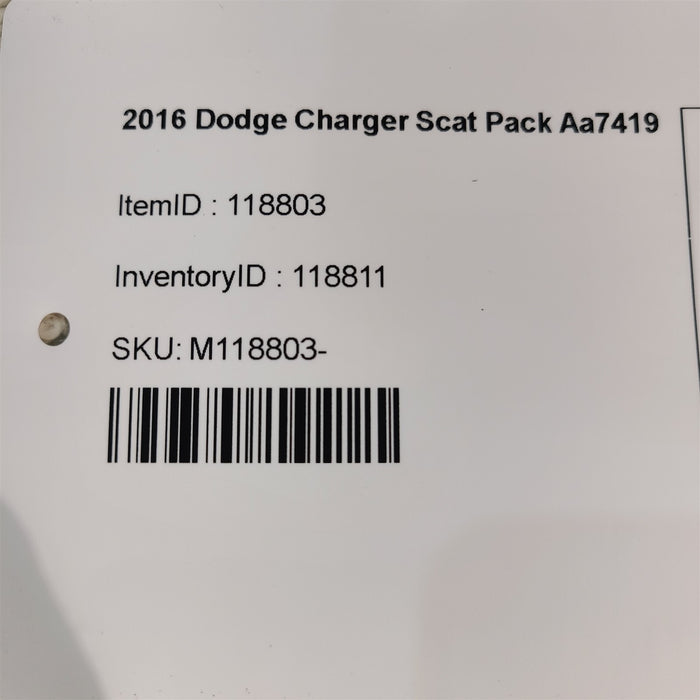 2016 Dodge Charger Scat Pack Aa7419
ItemID : 118803
InventoryID : 118811
SKU: M118803-